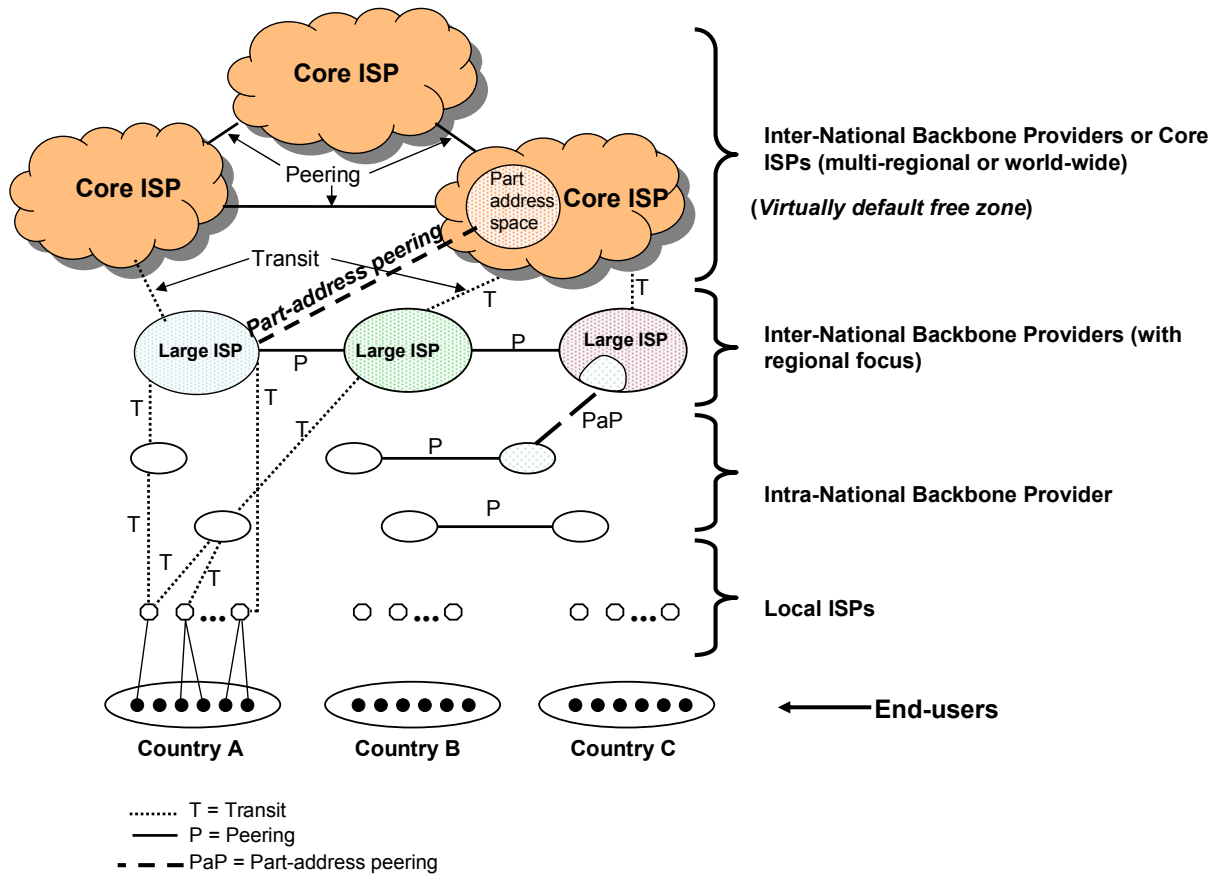 Core ISP
Core ISP
Core ISP
Peering
Part
address
space
Inter-National Backbone Providers or Core
ISPs (multi-regional or world-wide)
(Virtually default free zone)
Transit
Part-address peering
T
T
Large ISP
P
Large ISP
P
Large ISP
Inter-National Backbone Providers (with
regional focus)
T
T
T
PaP
P
Intra-National Backbone Provider
T
P
T
T
...
...
...
Local ISPs
End-users
Country A
Country B
Country C
T = Transit
P = Peering
PaP = Part-address peering